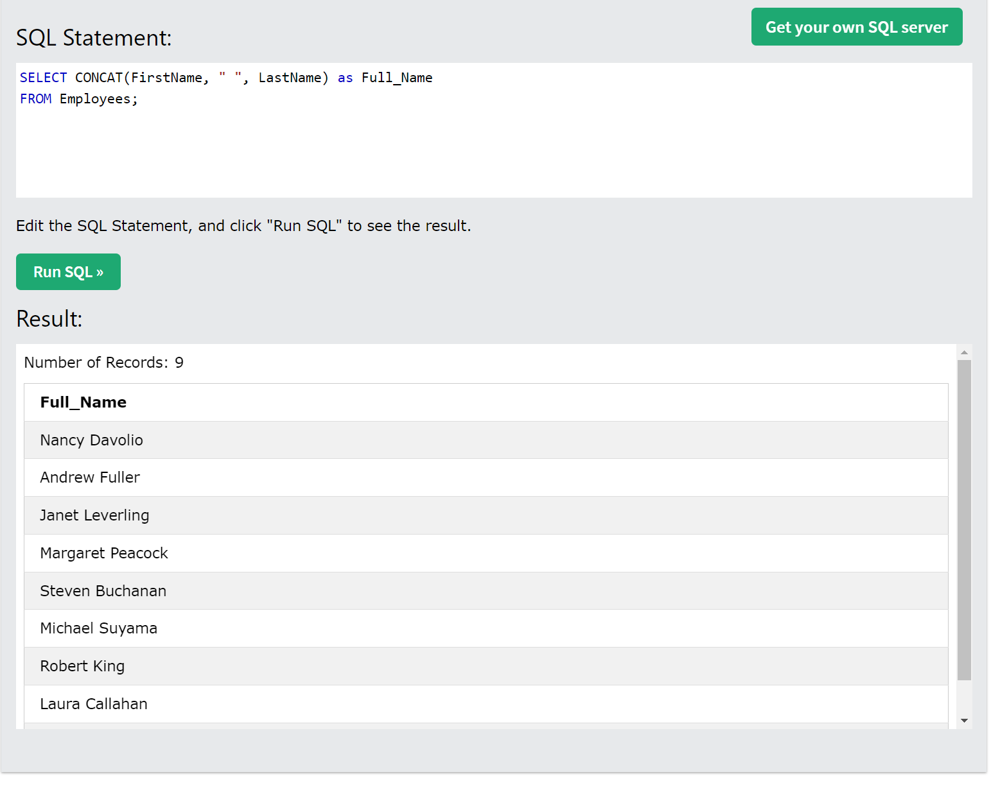 Get your own SQL server
SQL Statement:
SELECT CONCAT(FirstName, " ", LastName) as Full_Name
FROM Employees;
Edit the SQL Statement, and click "Run SQL" to see the result.
Run SQL »
Result:
Number of Records: 9
Full_Name
Nancy Davolio
Andrew Fuller
Janet Leverling
Margaret Peacock
Steven Buchanan
Michael Suyama
Robert King
Laura Callahan